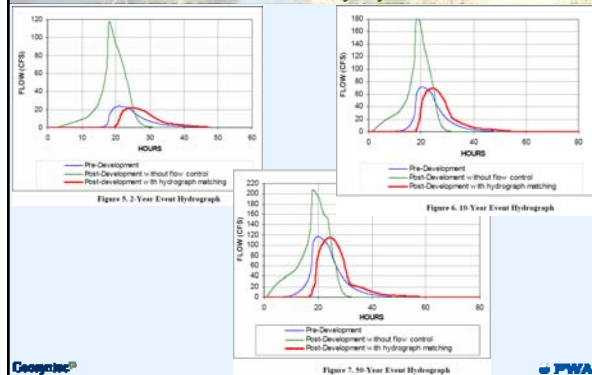 120
100
80
60
40
20
0
FLOW (CFS)
0 10 20 30 40 50 60
HOURS
Pre-Development
Post-Development without flow control
Post-development with hydrograph matching
Figure 5. 2-Year Event Hydrograph
180
160
140
120
100
80
60
40
20
0
FLOW (CFS)
0 20 40 60 80
HOURS
Pre-Development
Post-Development without flow control
Post-Development with hydrograph matching
Figure 6. 10-Year Event Hydrograph
220
200
180
160
140
120
100
80
60
40
20
0
FLOW (CFS)
0 20 40 60 80
HOURS
Pre-Development
Post-Development without flow control
Post-Development with hydrograph matching
Figure 7. 50-Year Event Hydrograph
Geosyntec
PWA